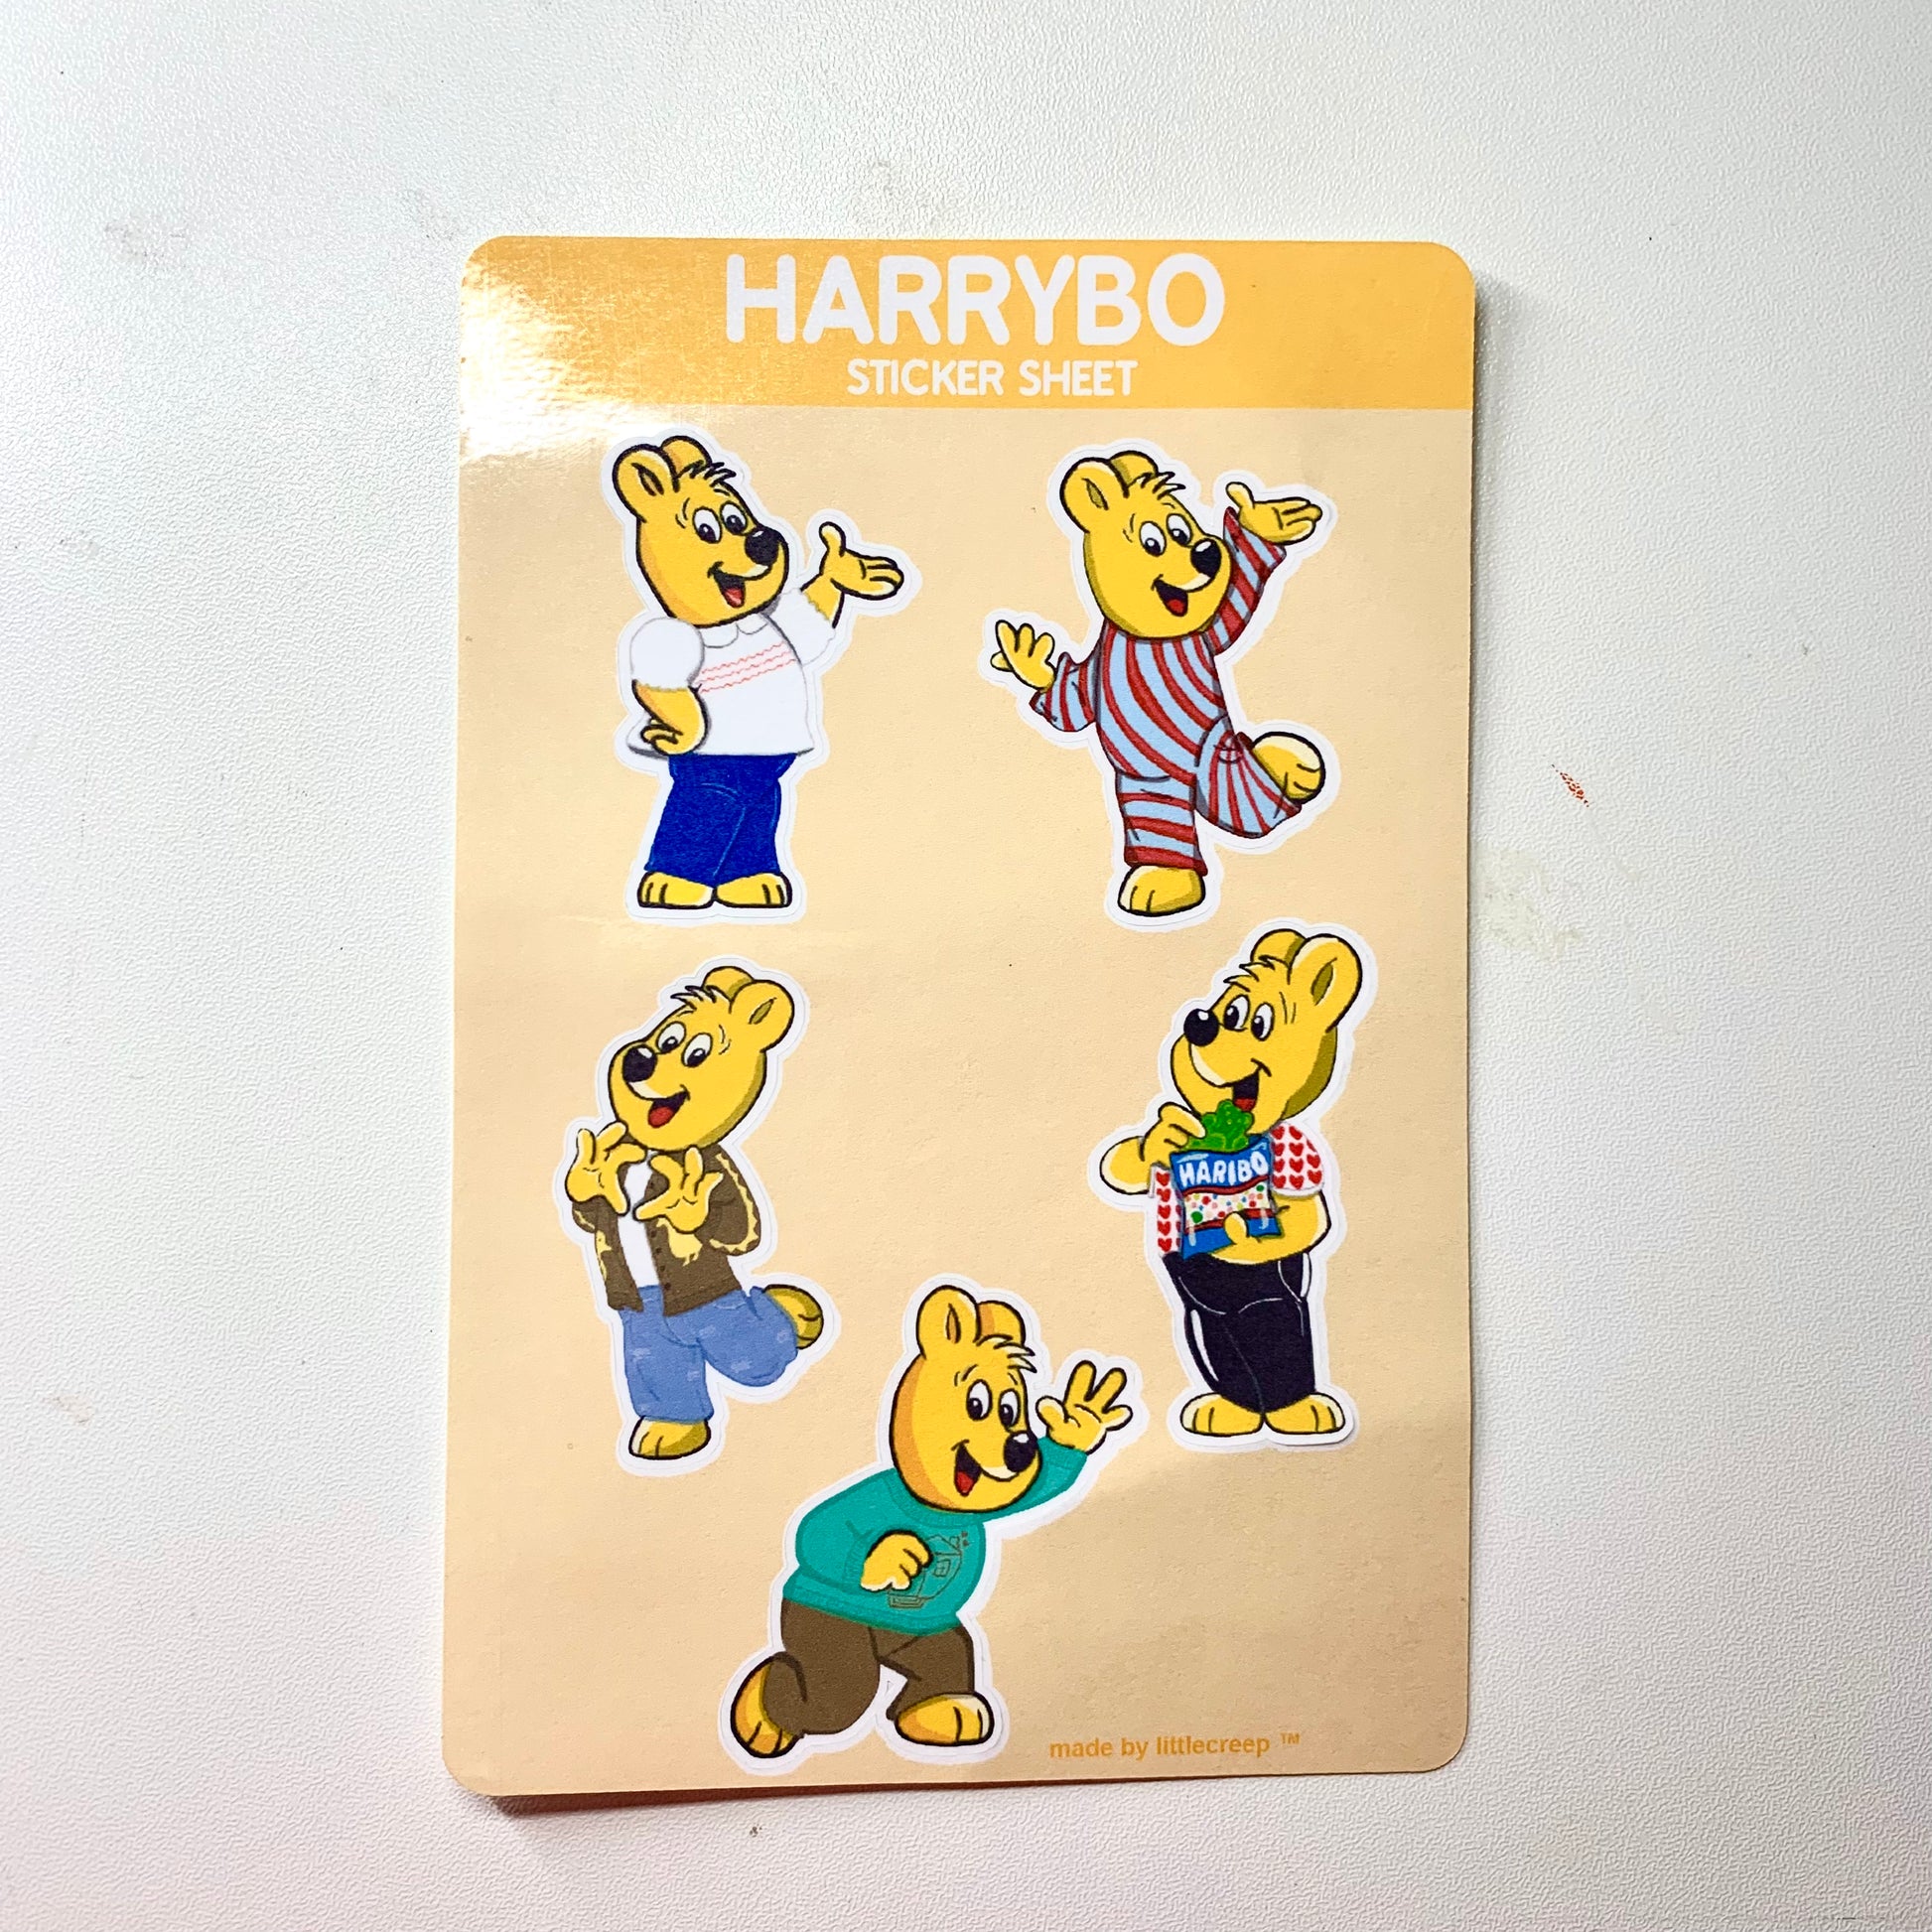 HARRYBO
STICKER SHEET
HARIBO
made by littlecreep ™